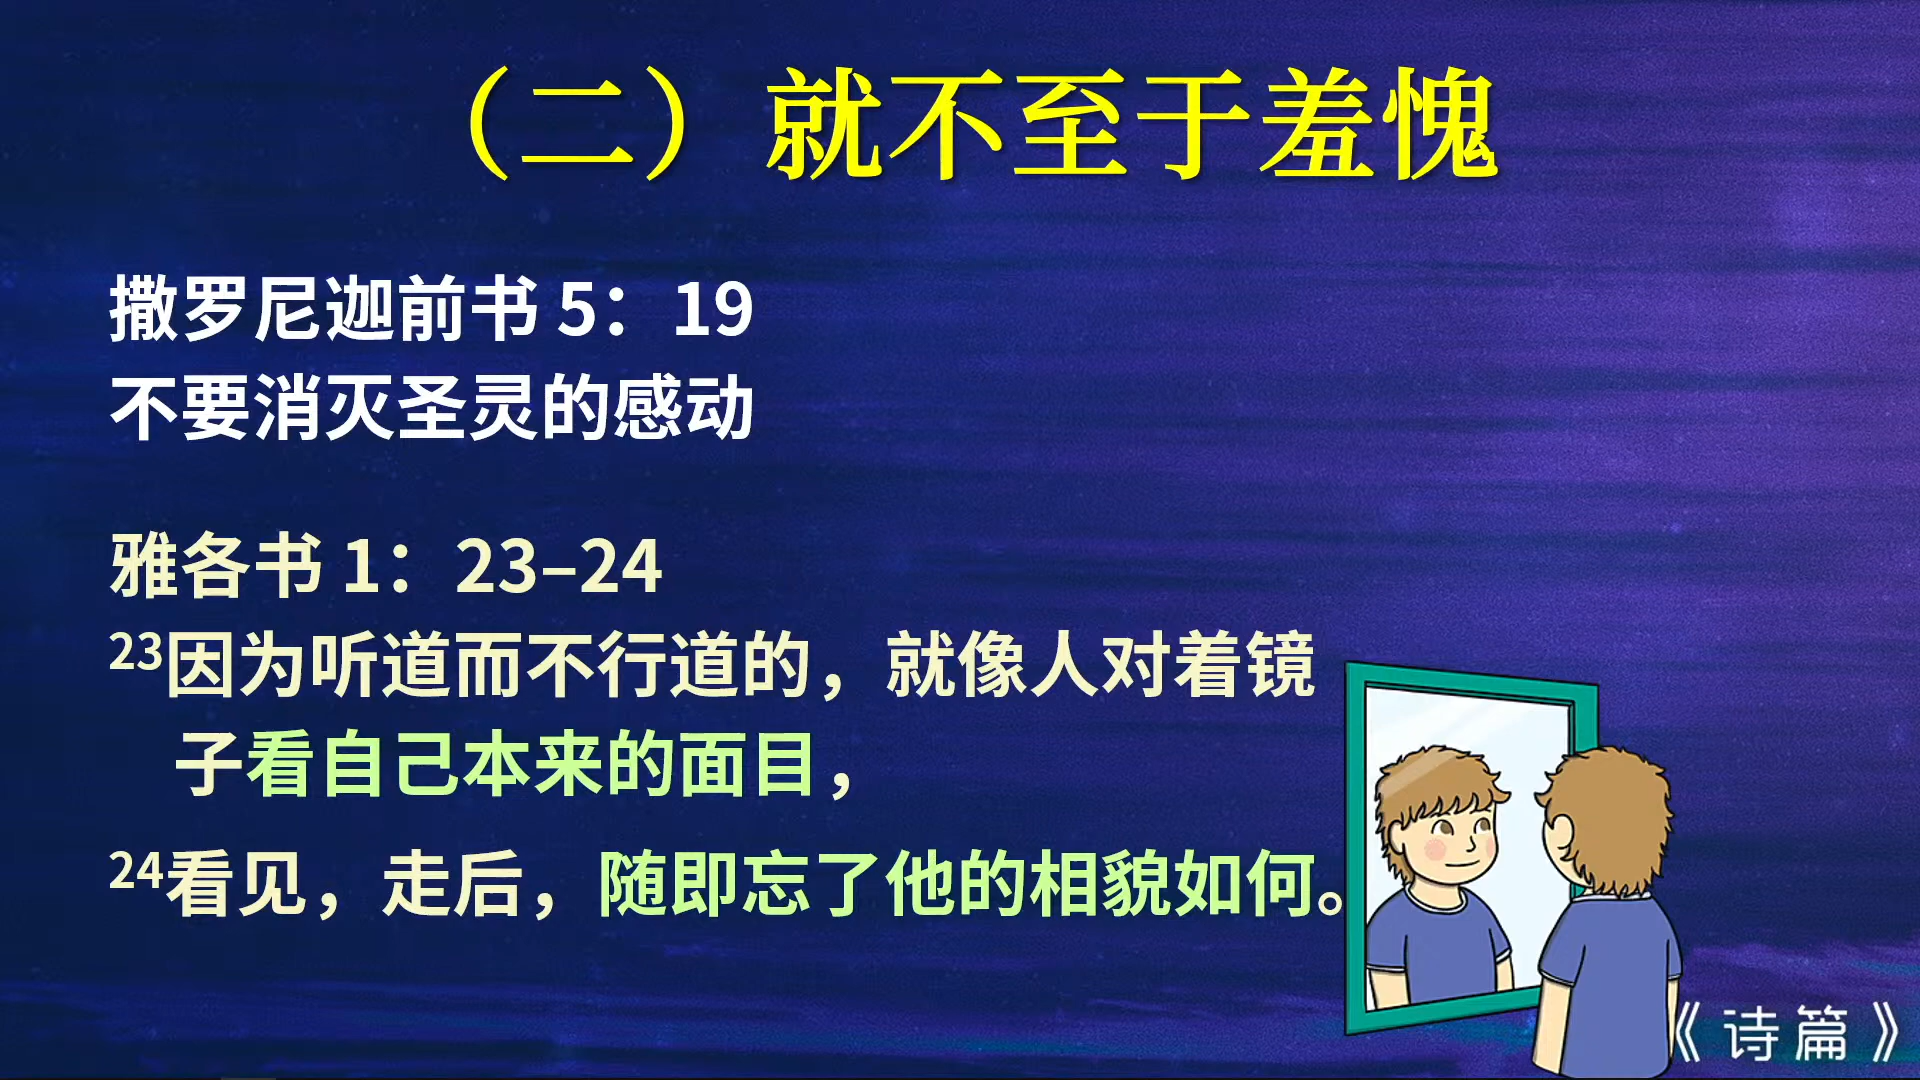 （二）就不至于羞愧
撒罗尼迦前书 5：19
不要消灭圣灵的感动
雅各书 1：23–24
23因为听道而不行道的，就像人对着镜
子看自己本来的面目，
24看见，走后，随即忘了他的相貌如何。
《诗篇》